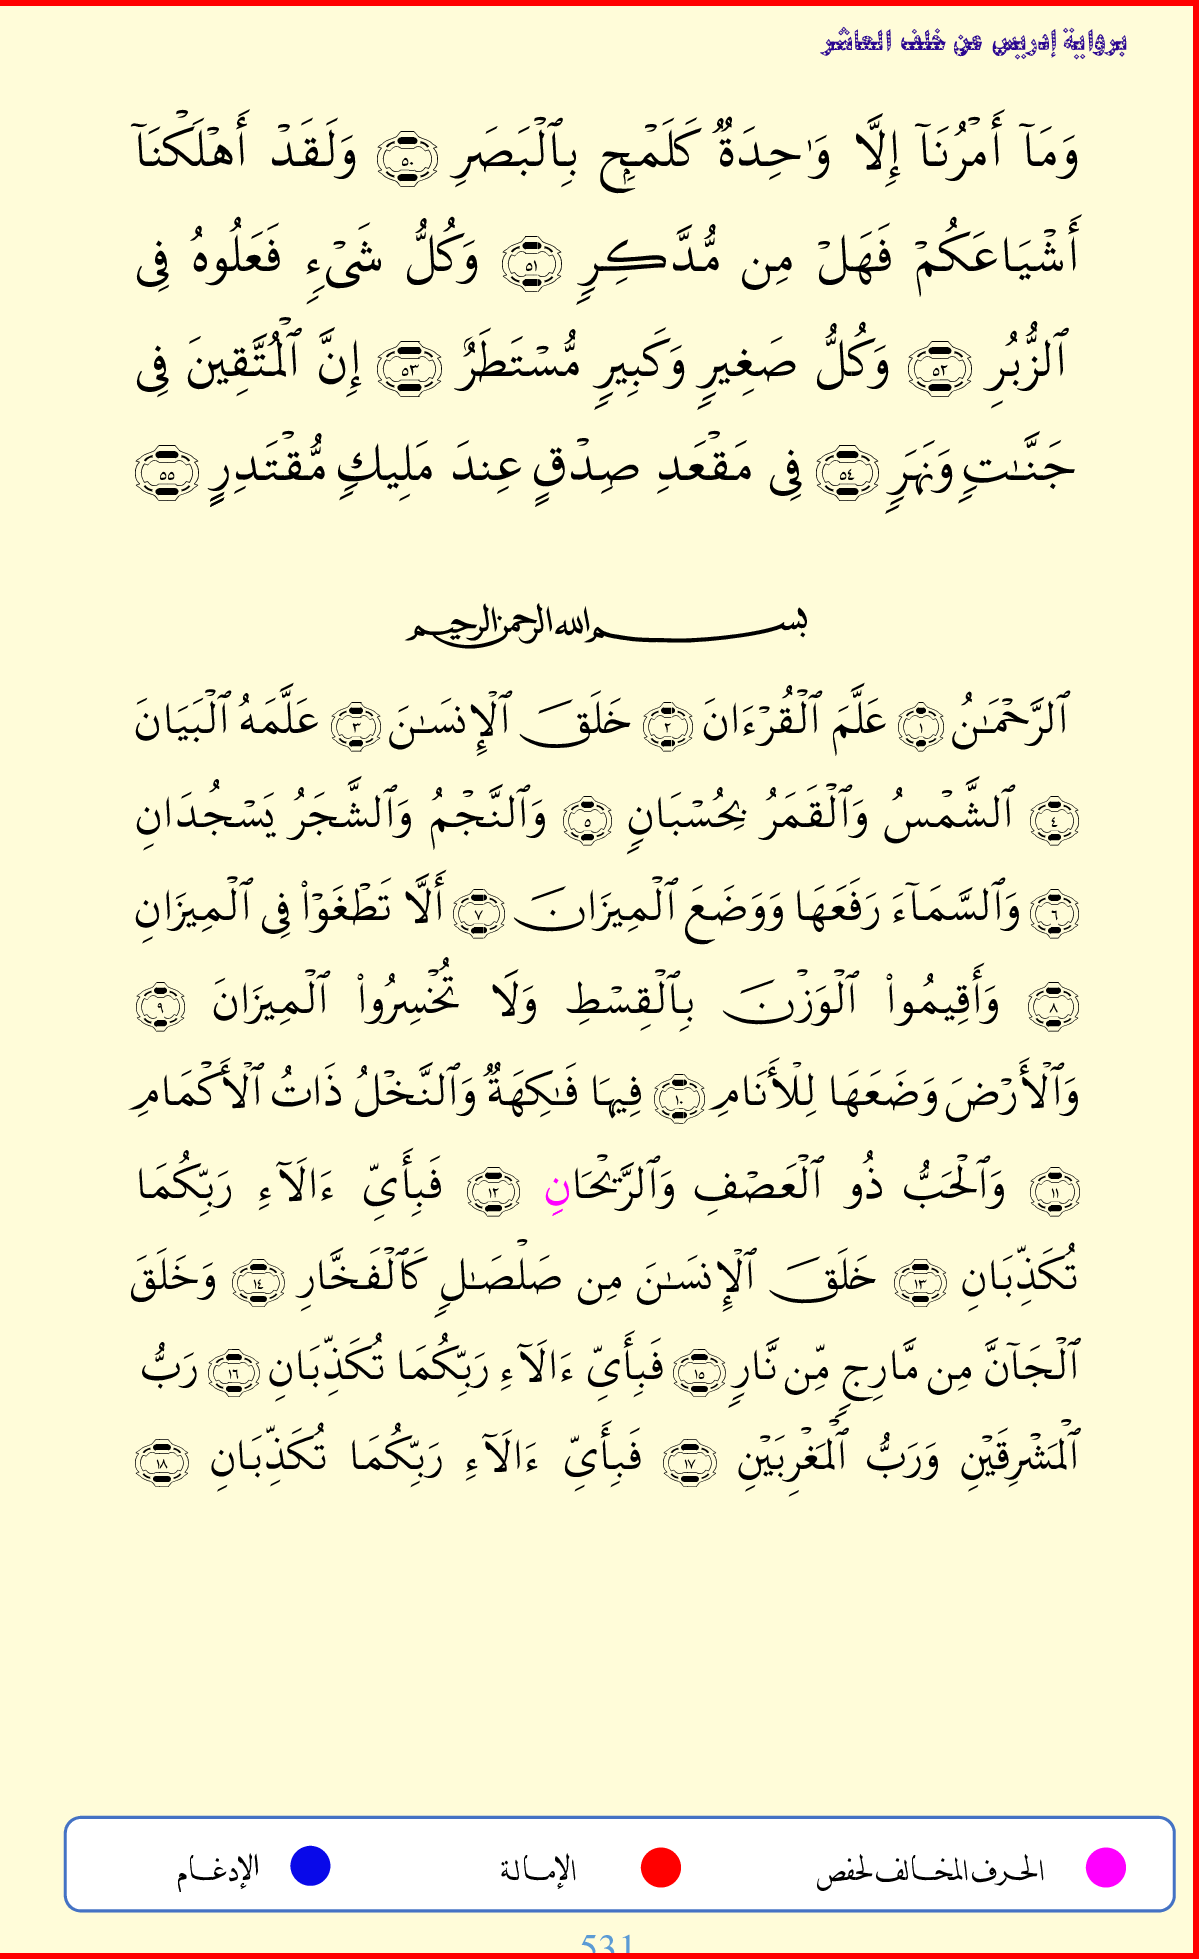 برواية إدريس عن خلف العاشر
وَمَآ أَمۡرُنَآ إِلَّا وَٰحِدَةٞ كَلَمۡحِۭ بِٱلۡبَصَرِ ٥٠ وَلَقَدۡ أَهۡلَكۡنَآ
أَشۡيَاعَكُمۡ فَهَلۡ مِن مُّدَّكِرٖ ٥١ وَكُلُّ شَيۡءٖ فَعَلُوهُ فِي
ٱلزُّبُرِ ٥٢ وَكُلُّ صَغِيرٖ وَكَبِيرٖ مُّسۡتَطَرٌ ٥٣ إِنَّ ٱلۡمُتَّقِينَ فِي
جَنَّٰتٖ وَنَهَرٖ ٥٤ فِي مَقۡعَدِ صِدۡقٍ عِندَ مَلِيكٖ مُّقۡتَدِرِۭ ٥٥
بسم الله الرحمن الرحيم
ٱلرَّحۡمَٰنُ ١ عَلَّمَ ٱلۡقُرۡءَانَ ٢ خَلَقَ ٱلۡإِنسَٰنَ ٣ عَلَّمَهُ ٱلۡبَيَانَ
٤ ٱلشَّمۡسُ وَٱلۡقَمَرُ بِحُسۡبَانٖ ٥ وَٱلنَّجۡمُ وَٱلشَّجَرُ يَسۡجُدَانِ
٦ وَٱلسَّمَآءَ رَفَعَهَا وَوَضَعَ ٱلۡمِيزَانَ ٧ أَلَّا تَطۡغَوۡاْ فِي ٱلۡمِيزَانِ
٨ وَأَقِيمُواْ ٱلۡوَزۡنَ بِٱلۡقِسۡطِ وَلَا تُخۡسِرُواْ ٱلۡمِيزَانَ ٩
وَٱلۡأَرۡضَ وَضَعَهَا لِلۡأَنَامِ ١٠ فِيهَا فَٰكِهَةٞ وَٱلنَّخۡلُ ذَاتُ ٱلۡأَكۡمَامِ
١١ وَٱلۡحَبُّ ذُو ٱلۡعَصۡفِ وَٱلرَّيۡحَانِ ١٢ فَبِأَيِّ ءَالَآءِ رَبِّكُمَا
تُكَذِّبَانِ ١٣ خَلَقَ ٱلۡإِنسَٰنَ مِن صَلۡصَٰلٖ كَٱلۡفَخَّارِ ١٤ وَخَلَقَ
ٱلۡجَآنَّ مِن مَّارِجٖ مِّن نَّارٖ ١٥ فَبِأَيِّ ءَالَآءِ رَبِّكُمَا تُكَذِّبَانِ ١٦ رَبُّ
ٱلۡمَشۡرِقَيۡنِ وَرَبُّ ٱلۡمَغۡرِبَيۡنِ ١٧ فَبِأَيِّ ءَالَآءِ رَبِّكُمَا تُكَذِّبَانِ ١٨
الحرف المخالف لحفص الإمالة الإدغام
531